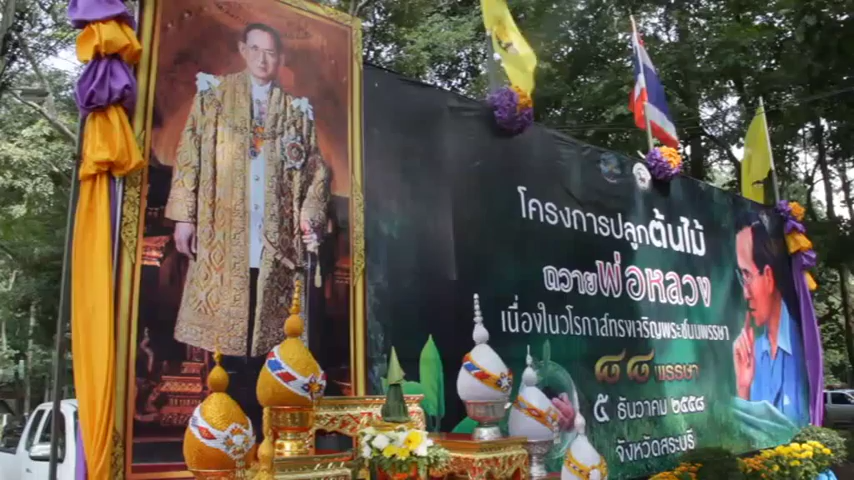 โครงการปลูกต้นไม้
ถวายพ่อหลวง
เนื่องในวโรกาสทรงเจริญพระชนมพรรษา
๘๘ พรรษา
๕ ธันวาคม ๒๕๕๘
จังหวัดสระบุรี